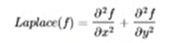 Laplace(f) = ∂²f/∂x² + ∂²f/∂y²